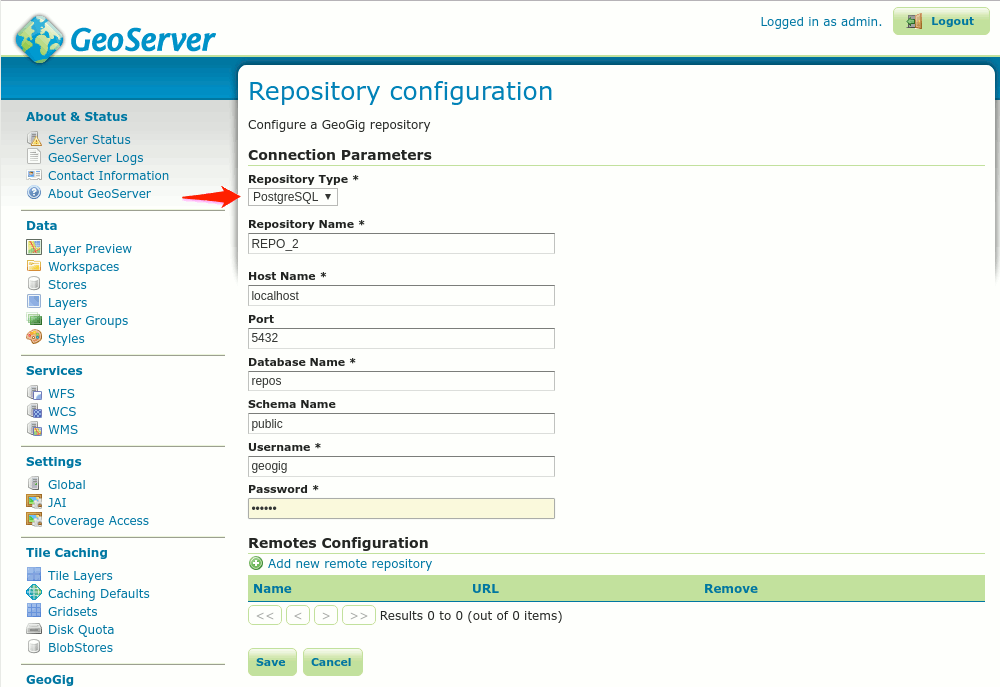 GeoServer
Logged in as admin.
Logout
About & Status
Server Status
GeoServer Logs
Contact Information
About GeoServer
Data
Layer Preview
Workspaces
Stores
Layers
Layer Groups
Styles
Services
WFS
WCS
WMS
Settings
Global
JAI
Coverage Access
Tile Caching
Tile Layers
Caching Defaults
Gridsets
Disk Quota
BlobStores
GeoGig
Repository configuration
Configure a GeoGig repository
Connection Parameters
Repository Type *
PostgreSQL ▼
Repository Name *
REPO_2
Host Name *
localhost
Port
5432
Database Name *
repos
Schema Name
public
Username *
geogig
Password *
••••••
Remotes Configuration
Add new remote repository
Name URL Remove
<< < > >> Results 0 to 0 (out of 0 items)
Save Cancel